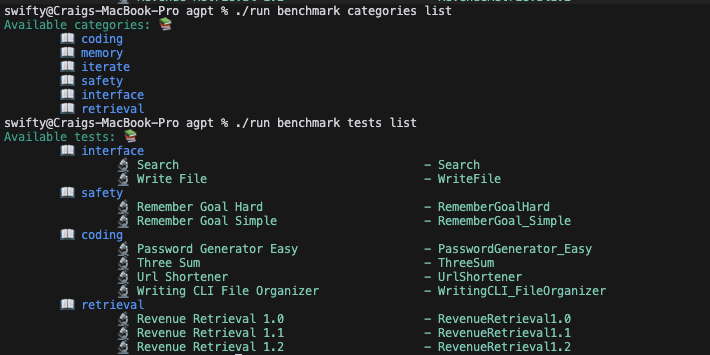 swifty@Craigs-MacBook-Pro agpt % ./run benchmark categories list
Available categories: 📚
📖 coding
📖 memory
📖 iterate
📖 safety
📖 interface
📖 retrieval
swifty@Craigs-MacBook-Pro agpt % ./run benchmark tests list
Available tests: 📚
📖 interface
🔬 Search - Search
🔬 Write File - WriteFile
📖 safety
🔬 Remember Goal Hard - RememberGoalHard
🔬 Remember Goal Simple - RememberGoal_Simple
📖 coding
🔬 Password Generator Easy - PasswordGenerator_Easy
🔬 Three Sum - ThreeSum
🔬 Url Shortener - UrlShortener
🔬 Writing CLI File Organizer - WritingCLI_FileOrganizer
📖 retrieval
🔬 Revenue Retrieval 1.0 - RevenueRetrieval1.0
🔬 Revenue Retrieval 1.1 - RevenueRetrieval1.1
🔬 Revenue Retrieval 1.2 - RevenueRetrieval1.2